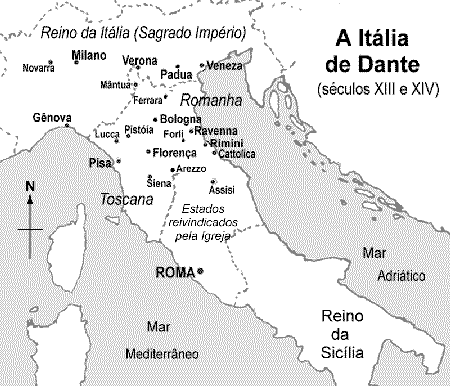 Reino da Itália (Sagrado Império)
A Itália
de Dante
(séculos XIII e XIV)
Novarra
Milano
Verona
Padua
Veneza
Mântua
Ferrara
Romanha
Gênova
Bologna
Lucca
Pistóia
Forlì
Ravenna
Rimini
Cattolica
Pisa
Florença
Arezzo
Siena
Assisi
Toscana
Estados
reivindicados
pela Igreja
N
ROMA
Mar
Adriático
Mar
Mediterrâneo
Reino
da
Sicília